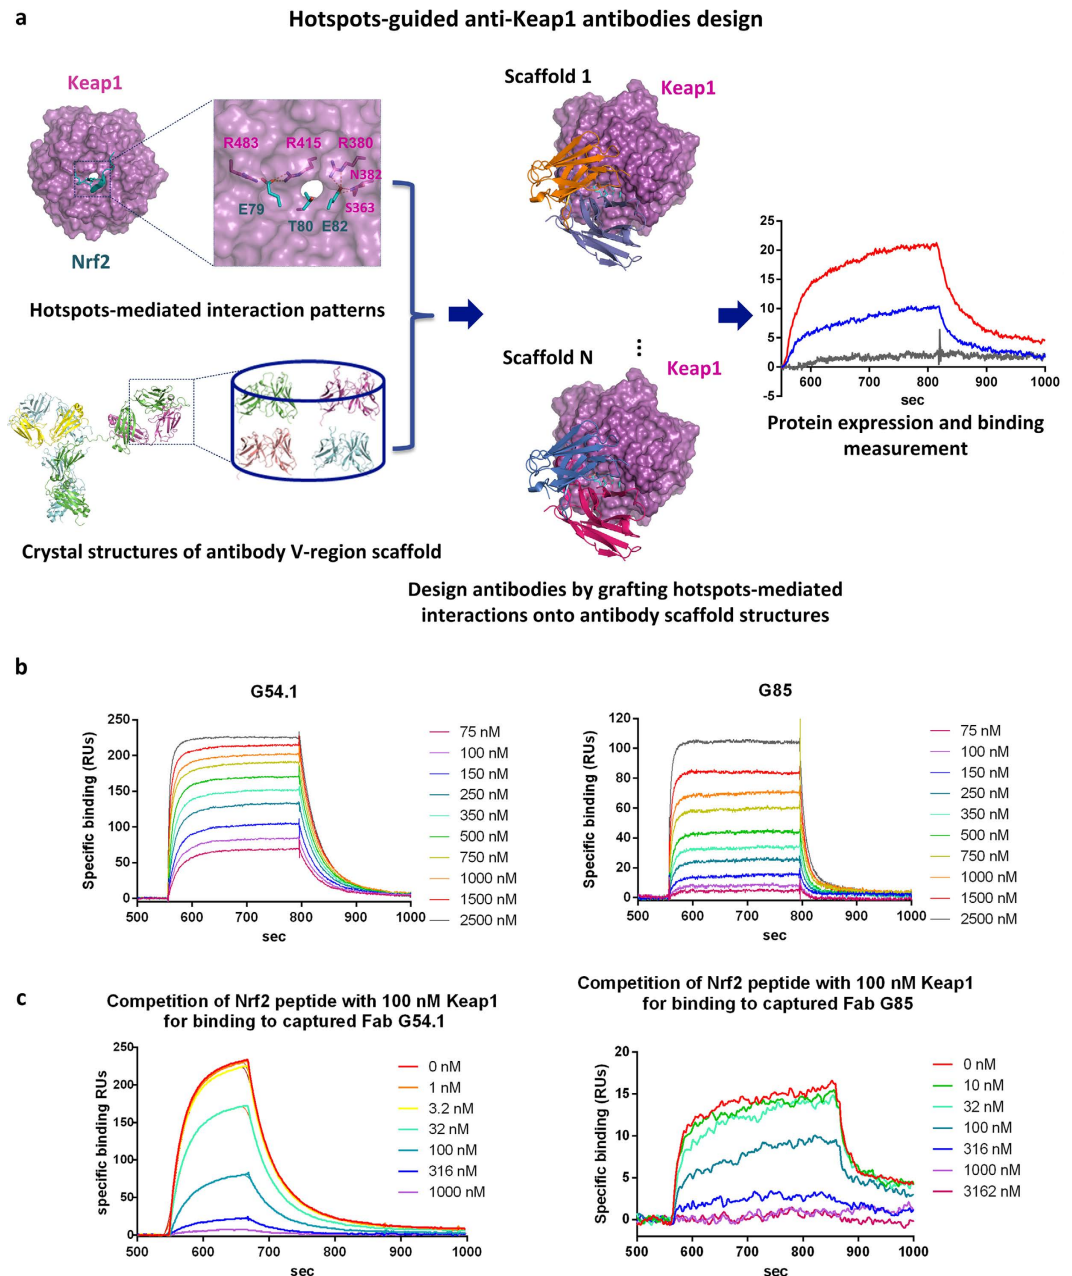 a
Hotspots-guided anti-Keap1 antibodies design
Keap1
R483
R415
R380
N382
S363
E79
T80
E82
Nrf2
Hotspots-mediated interaction patterns
Crystal structures of antibody V-region scaffold
Scaffold 1
Keap1
Scaffold N
⋮
Keap1
Design antibodies by grafting hotspots-mediated
interactions onto antibody scaffold structures
25
20
15
10
5
0
-5
600
700
800
900
1000
sec
Protein expression and binding
measurement
b
G54.1
Specific binding (RUs)
250
200
150
100
50
0
500
600
700
800
900
1000
sec
75 nM
100 nM
150 nM
250 nM
350 nM
500 nM
750 nM
1000 nM
1500 nM
2500 nM
G85
Specific binding (RUs)
120
100
80
60
40
20
0
500
600
700
800
900
1000
sec
75 nM
100 nM
150 nM
250 nM
350 nM
500 nM
750 nM
1000 nM
1500 nM
2500 nM
c
Competition of Nrf2 peptide with 100 nM Keap1
for binding to captured Fab G54.1
specific binding RUs
250
200
150
100
50
0
500
600
700
800
900
1000
sec
0 nM
1 nM
3.2 nM
32 nM
100 nM
316 nM
1000 nM
Competition of Nrf2 peptide with 100 nM Keap1
for binding to captured Fab G85
Specific binding (RUs)
20
15
10
5
0
500
600
700
800
900
1000
sec
0 nM
10 nM
32 nM
100 nM
316 nM
1000 nM
3162 nM